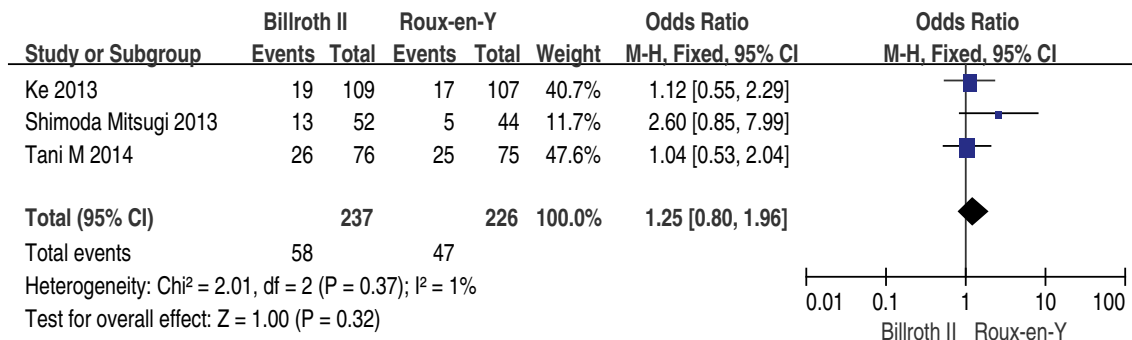 Billroth II Roux-en-Y Odds Ratio Odds Ratio
Study or Subgroup Events Total Events Total Weight M-H, Fixed, 95% CI M-H, Fixed, 95% CI
Ke 2013 19 109 17 107 40.7% 1.12 [0.55, 2.29]
Shimoda Mitsugi 2013 13 52 5 44 11.7% 2.60 [0.85, 7.99]
Tani M 2014 26 76 25 75 47.6% 1.04 [0.53, 2.04]
Total (95% CI) 237 226 100.0% 1.25 [0.80, 1.96]
Total events 58 47
Heterogeneity: Chi² = 2.01, df = 2 (P = 0.37); I² = 1%
Test for overall effect: Z = 1.00 (P = 0.32)
0.01 0.1 1 10 100
Billroth II Roux-en-Y